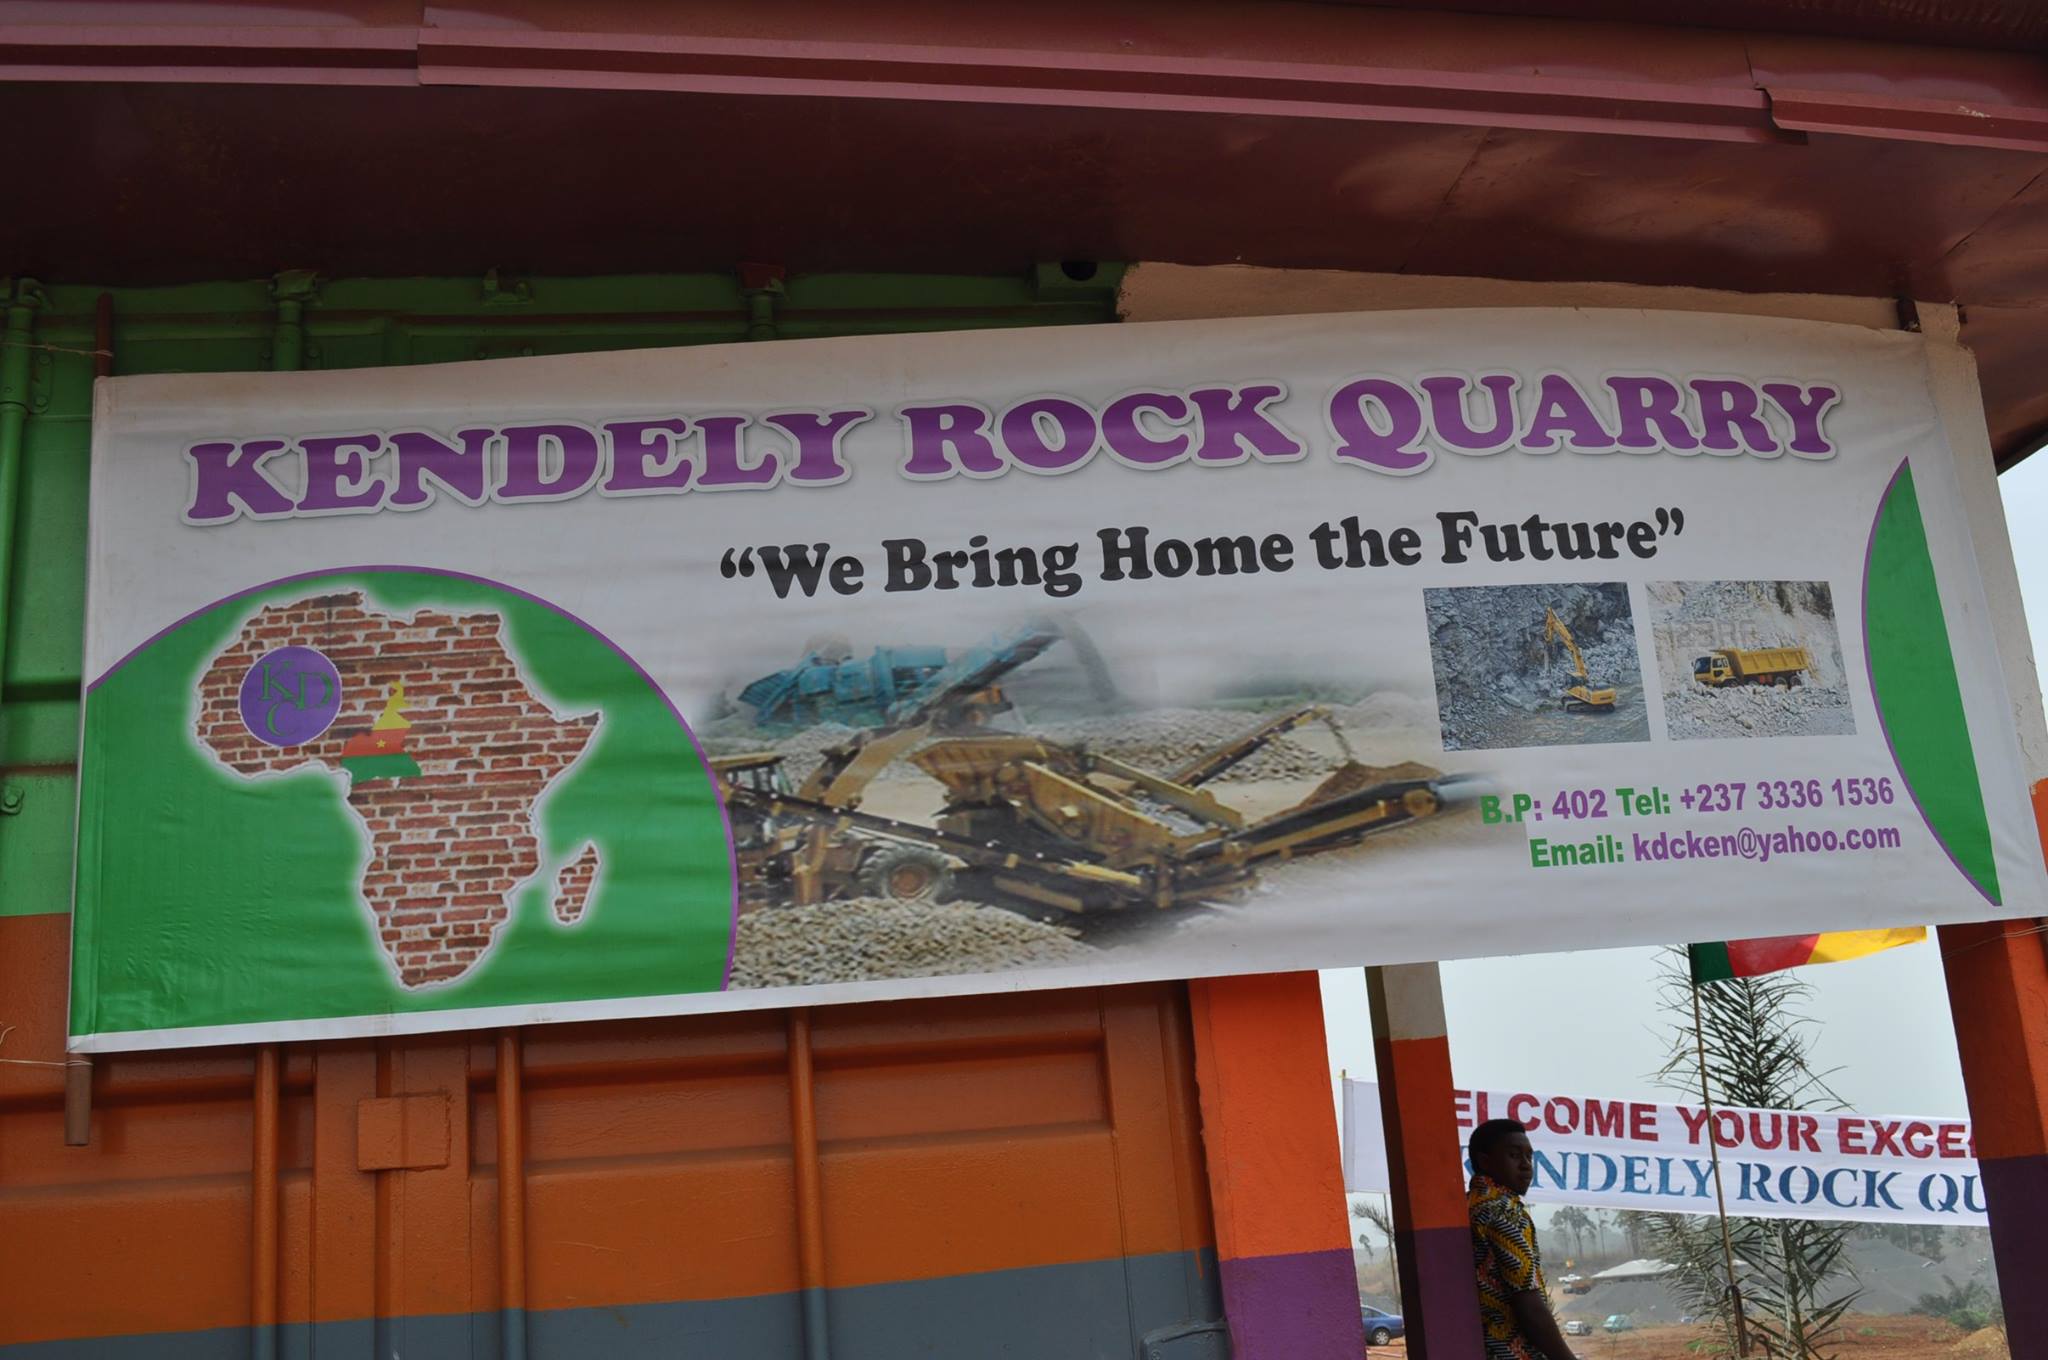 KENDELY ROCK QUARRY
“We Bring Home the Future”
KDC
B.P: 402 Tel: +237 3336 1536
Email: kdcken@yahoo.com
ELCOME YOUR EXCE
NDELY ROCK QU